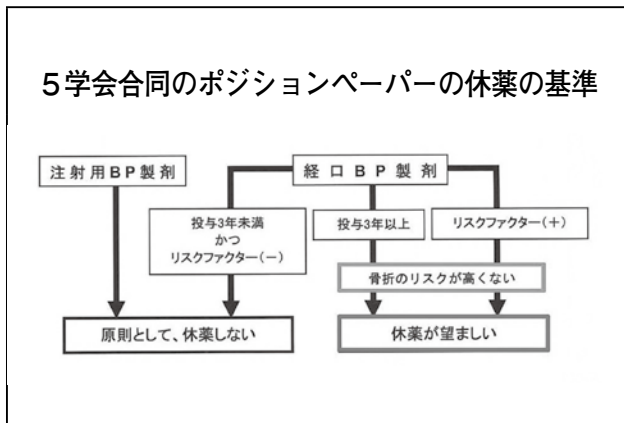 5学会合同のポジションペーパーの休薬の基準
注射用BP製剤
経口BP製剤
投与3年未満
かつ
リスクファクター(－)
投与3年以上
リスクファクター(＋)
骨折のリスクが高くない
原則として、休薬しない
休薬が望ましい